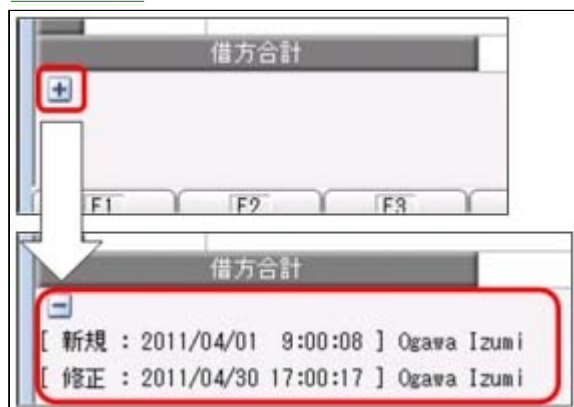 借方合計
F1 F2 F3
借方合計
[ 新規 : 2011/04/01 9:00:08 ] Ogawa Izumi
[ 修正 : 2011/04/30 17:00:17 ] Ogawa Izumi